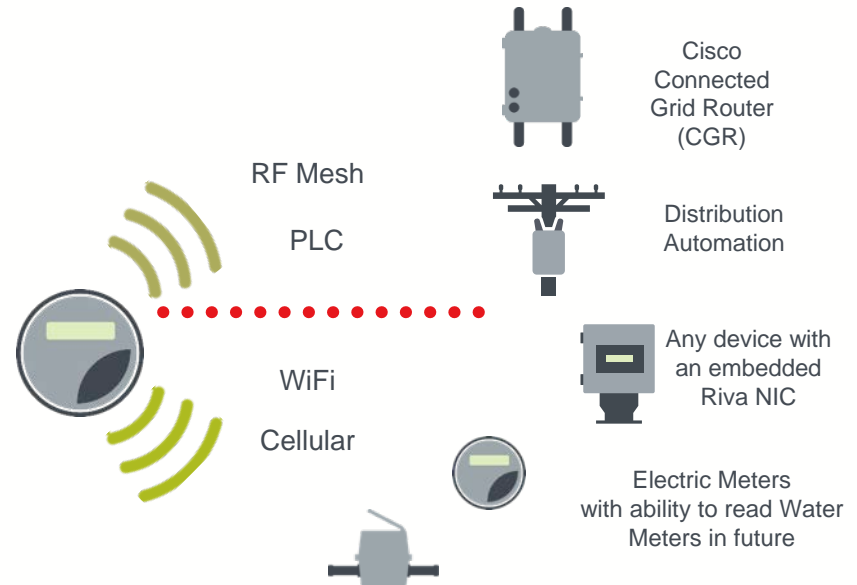 Cisco
Connected
Grid Router
(CGR)
RF Mesh
PLC
Distribution
Automation
WiFi
Cellular
Any device with
an embedded
Riva NIC
Electric Meters
with ability to read Water
Meters in future